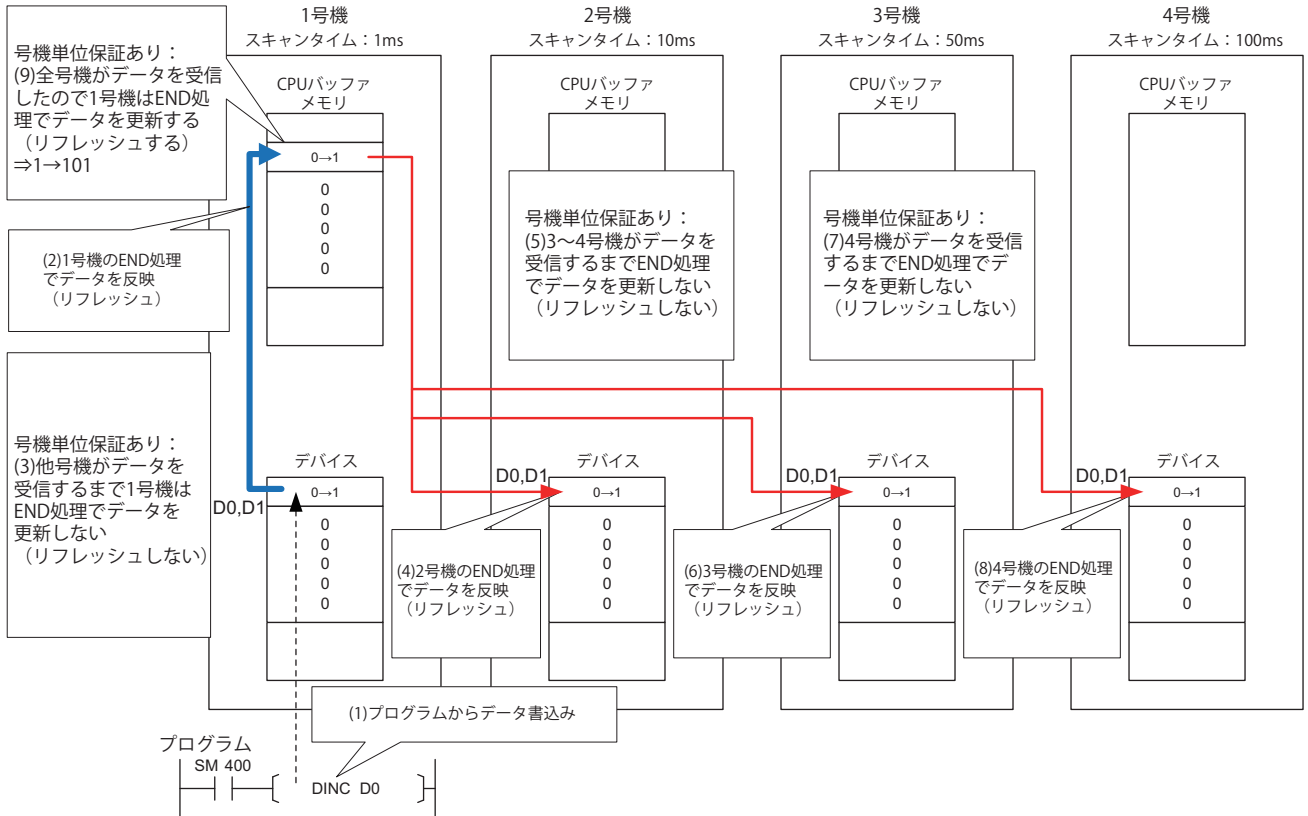 1号機
スキャンタイム：1ms
2号機
スキャンタイム：10ms
3号機
スキャンタイム：50ms
4号機
スキャンタイム：100ms
号機単位保証あり：
(9)全号機がデータを受信
したので1号機はEND処
理でデータを更新する
（リフレッシュする）
⇒1→101
CPUバッファ
メモリ
0→1
0
0
0
0
0
CPUバッファ
メモリ
CPUバッファ
メモリ
CPUバッファ
メモリ
(2)1号機のEND処理
でデータを反映
（リフレッシュ）
号機単位保証あり：
(5)3～4号機がデータを
受信するまでEND処理
でデータを更新しない
（リフレッシュしない）
号機単位保証あり：
(7)4号機がデータを受信
するまでEND処理でデ
ータを更新しない
（リフレッシュしない）
号機単位保証あり：
(3)他号機がデータを
受信するまで1号機は
END処理でデータを
更新しない
（リフレッシュしない）
デバイス
D0,D1
0→1
0
0
0
0
0
デバイス
D0,D1
0→1
0
0
0
0
0
デバイス
D0,D1
0→1
0
0
0
0
0
デバイス
D0,D1
0→1
0
0
0
0
0
(4)2号機のEND処理
でデータを反映
（リフレッシュ）
(6)3号機のEND処理
でデータを反映
（リフレッシュ）
(8)4号機のEND処理
でデータを反映
（リフレッシュ）
(1)プログラムからデータ書込み
プログラム
SM 400
DINC D0